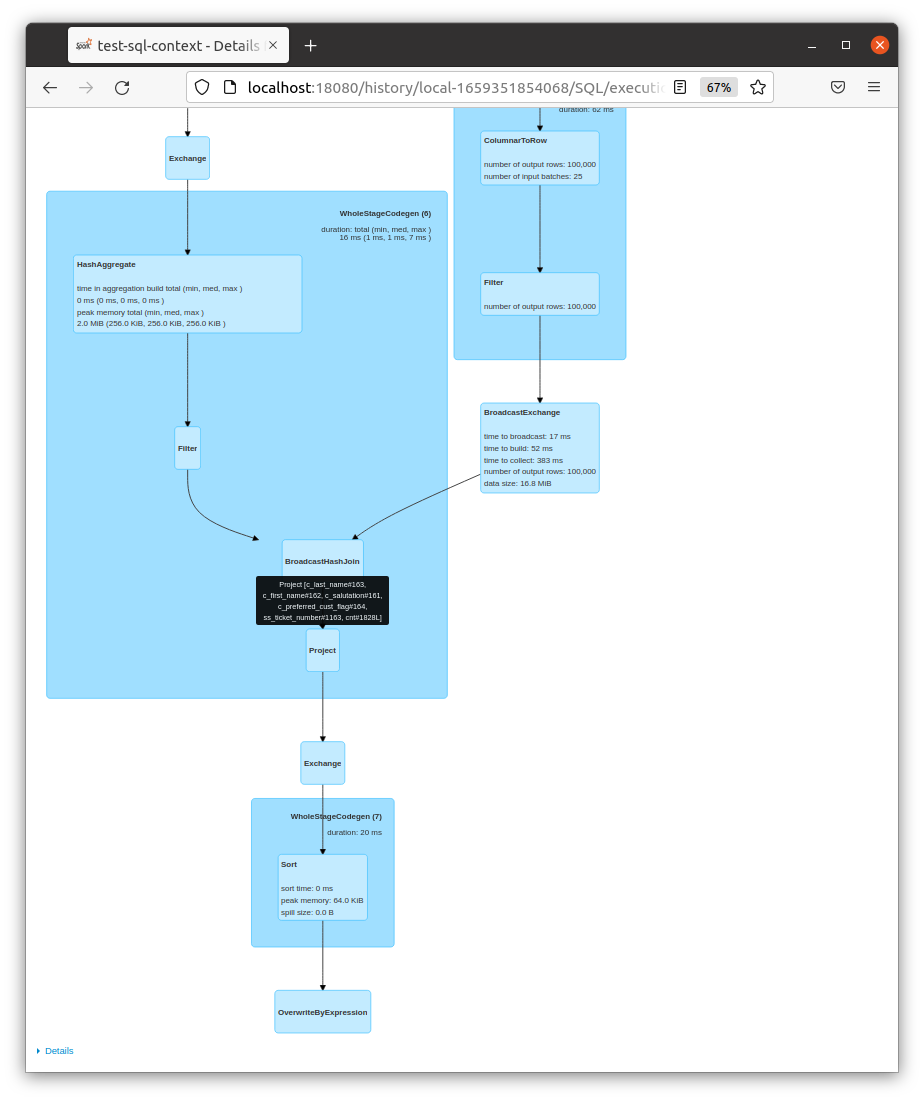 test-sql-context - Details
localhost:18080/history/local-1659351854068/SQL/executi
67%
duration: 62 ms
ColumnarToRow
number of output rows: 100,000
number of input batches: 25
Exchange
WholeStageCodegen (6)
duration: total (min, med, max )
16 ms (1 ms, 1 ms, 7 ms )
HashAggregate
time in aggregation build total (min, med, max )
0 ms (0 ms, 0 ms, 0 ms )
peak memory total (min, med, max )
2.0 MiB (256.0 KiB, 256.0 KiB, 256.0 KiB )
Filter
number of output rows: 100,000
BroadcastExchange
time to broadcast: 17 ms
time to build: 52 ms
time to collect: 383 ms
number of output rows: 100,000
data size: 16.8 MiB
Filter
BroadcastHashJoin
Project [c_last_name#163,
c_first_name#162, c_salutation#161,
c_preferred_cust_flag#164,
ss_ticket_number#1163, cnt#1828L]
Project
Exchange
WholeStageCodegen (7)
duration: 20 ms
Sort
sort time: 0 ms
peak memory: 64.0 KiB
spill size: 0.0 B
OverwriteByExpression
Details